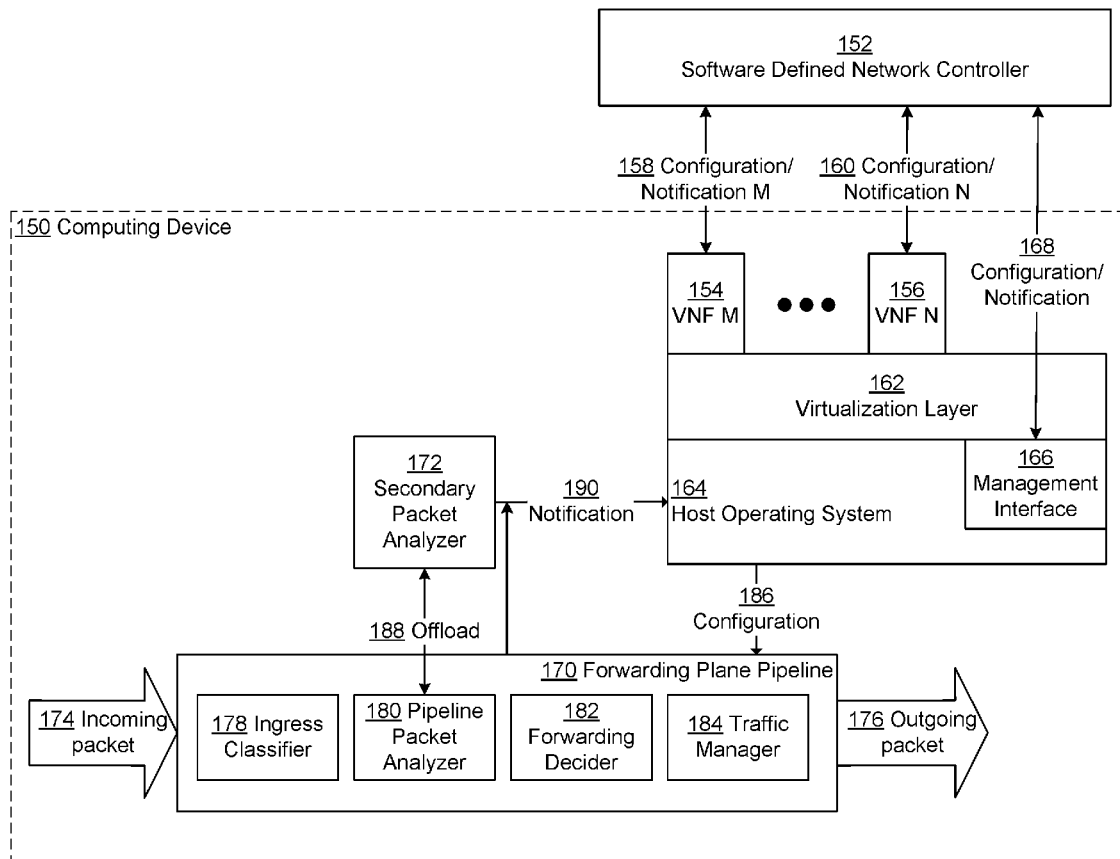 152
Software Defined Network Controller
158 Configuration/
Notification M
160 Configuration/
Notification N
168
Configuration/
Notification
150 Computing Device
154
VNF M
156
VNF N
162
Virtualization Layer
172
Secondary
Packet
Analyzer
190
Notification
164
Host Operating System
166
Management
Interface
188 Offload
186
Configuration
170 Forwarding Plane Pipeline
174 Incoming
packet
178 Ingress
Classifier
180 Pipeline
Packet
Analyzer
182
Forwarding
Decider
184 Traffic
Manager
176 Outgoing
packet